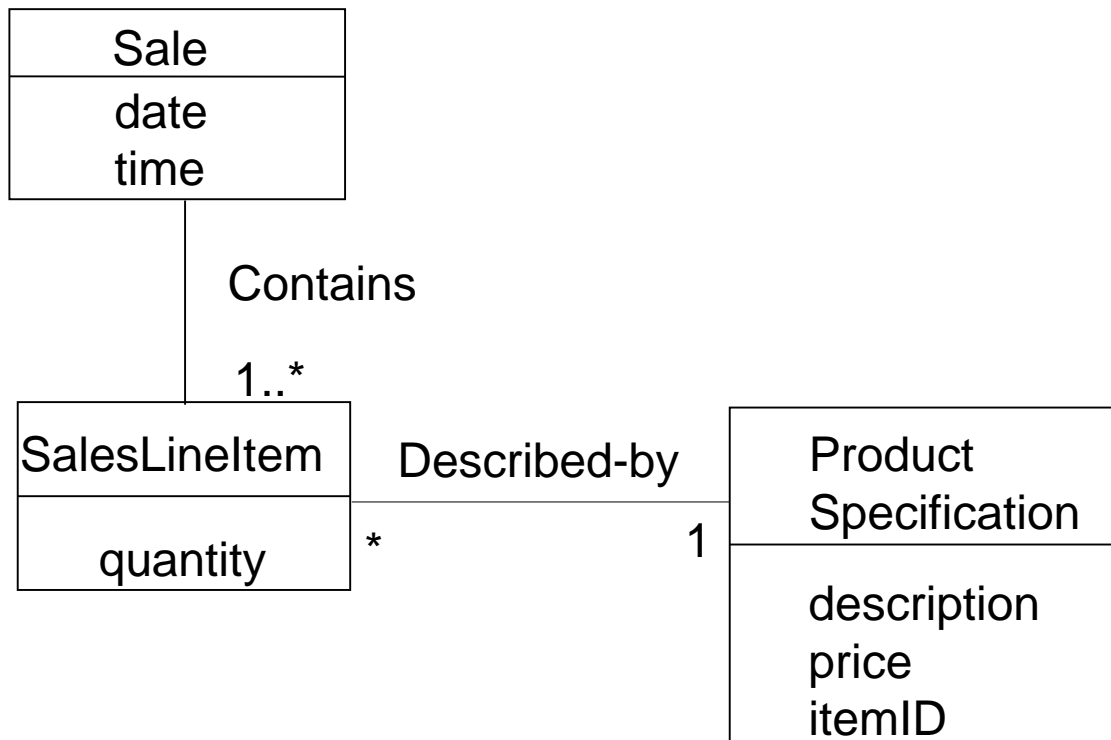 Sale
date
time
Contains
1..*
SalesLineItem
quantity
Described-by
*
1
Product
Specification
description
price
itemID